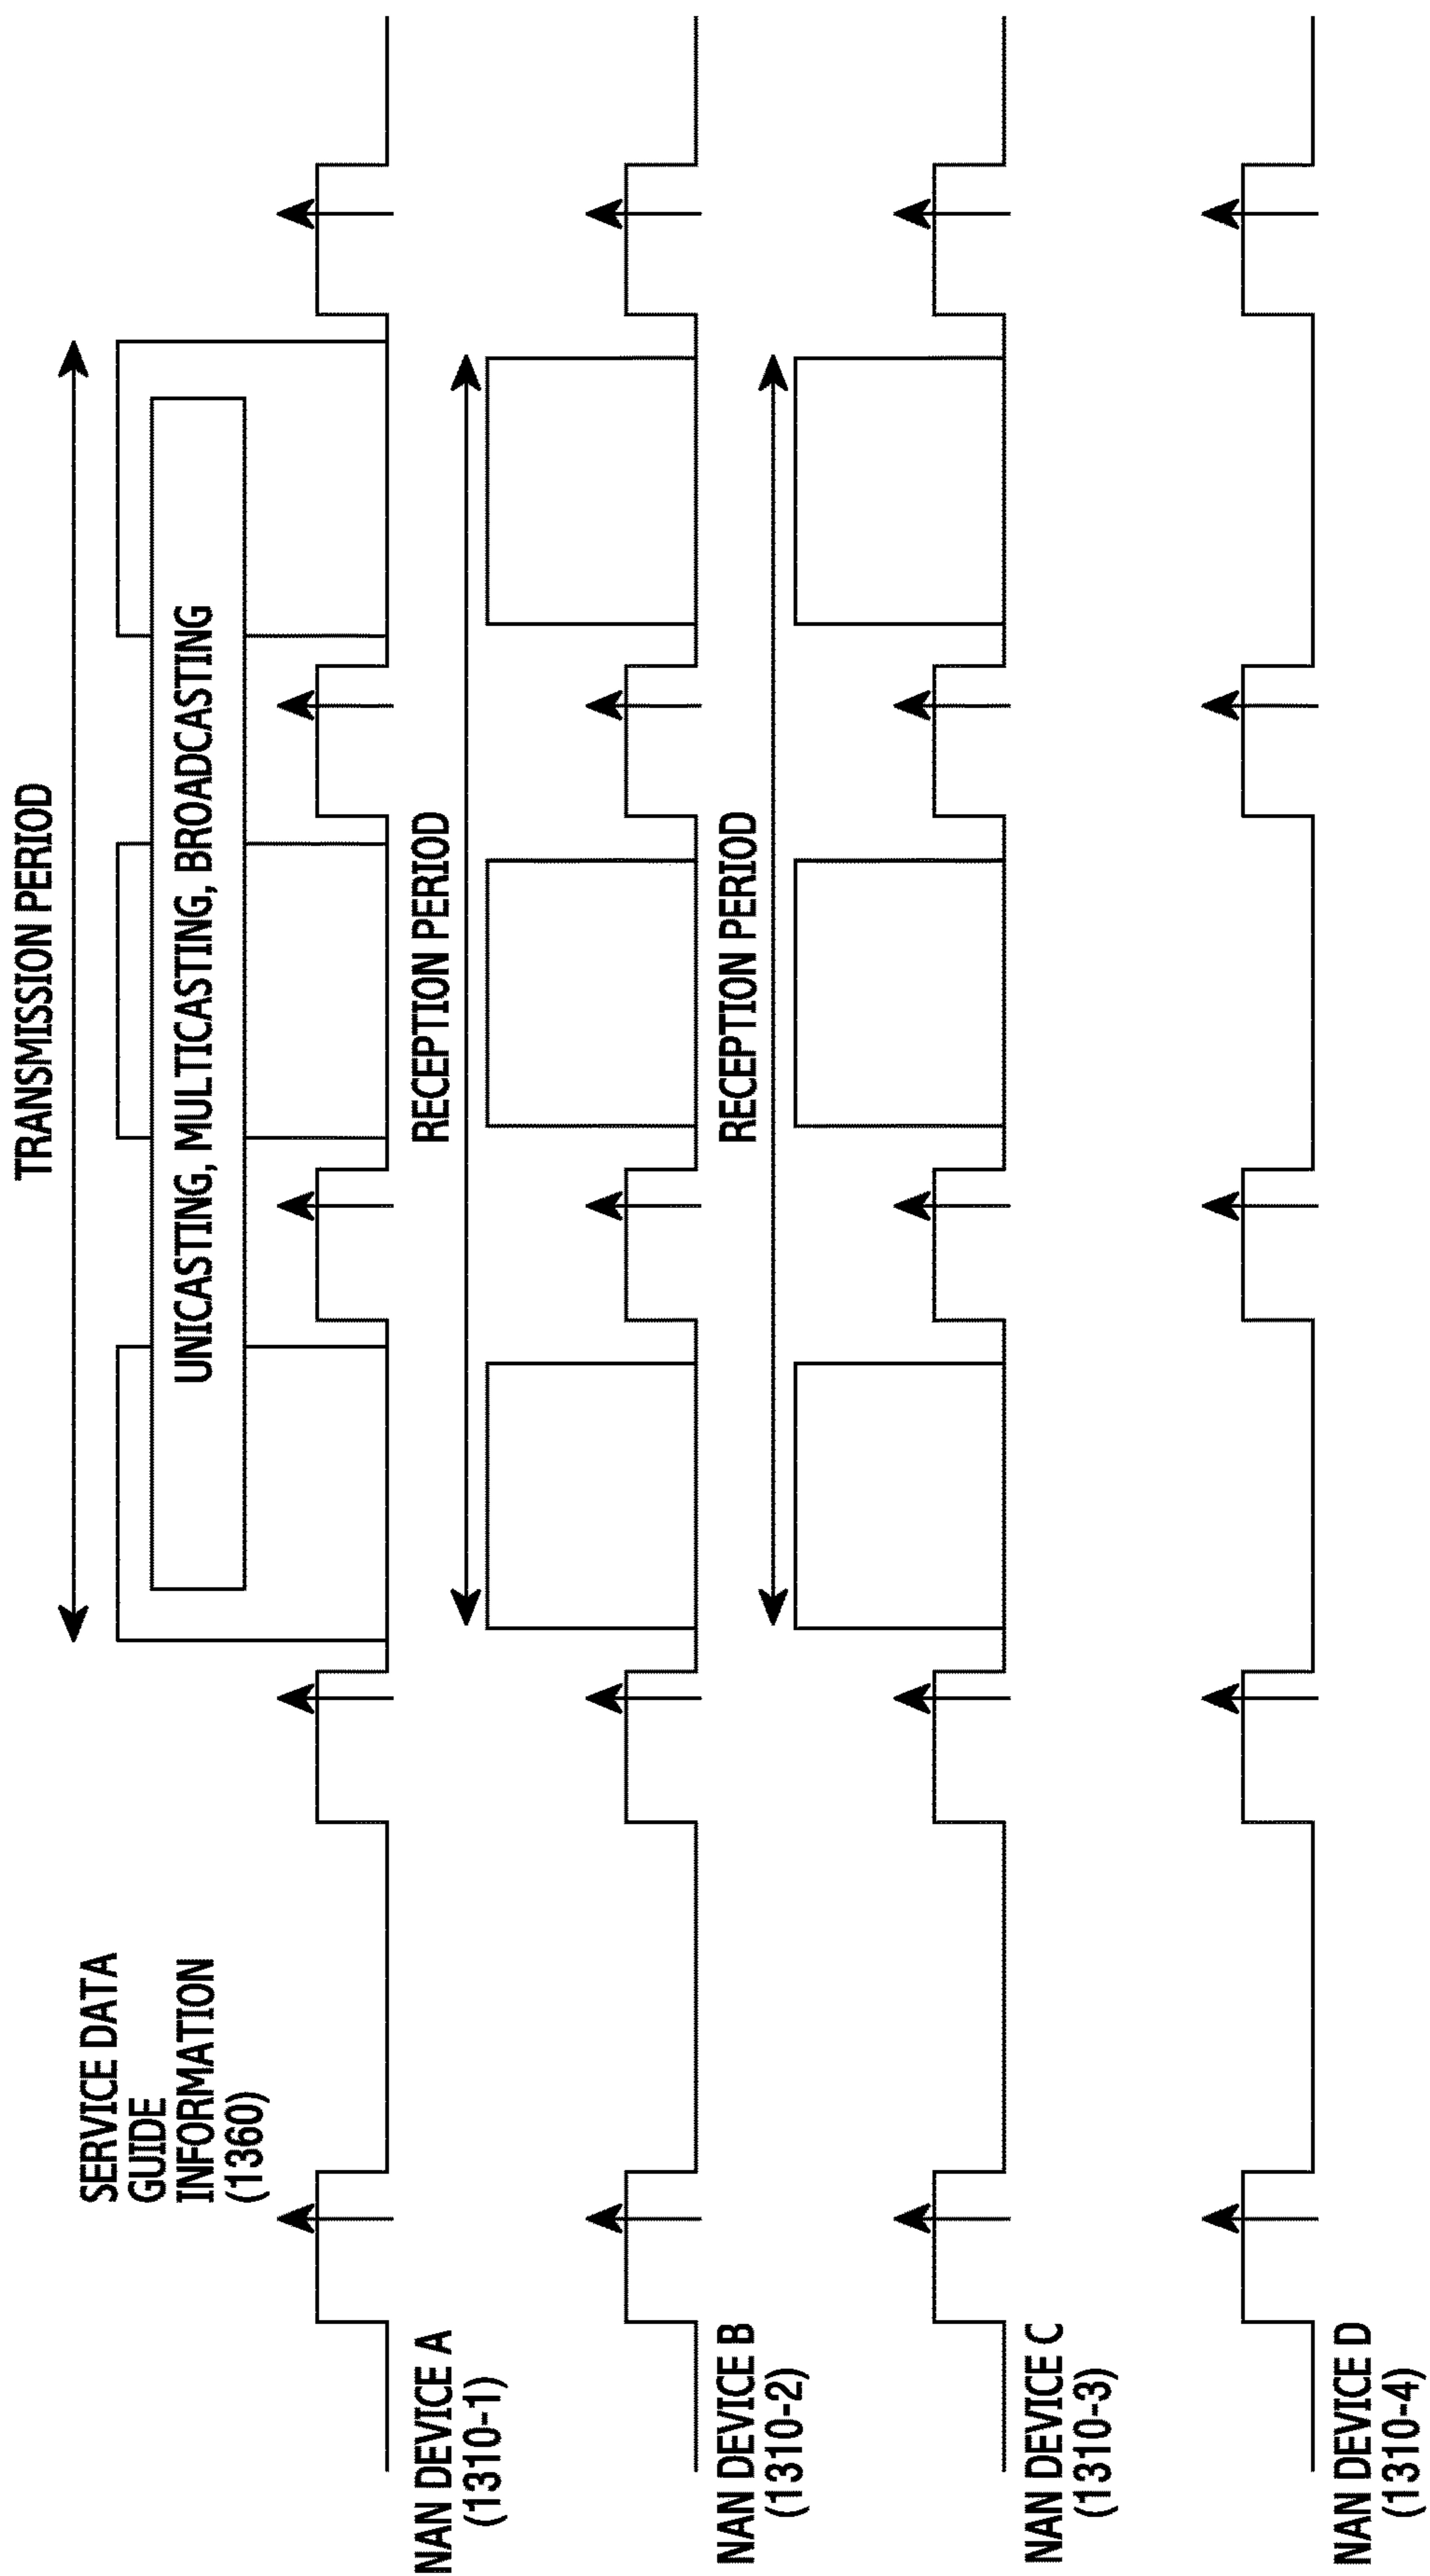 TRANSMISSION PERIOD
SERVICE DATA
GUIDE
INFORMATION
(1360)
UNICASTING, MULTICASTING, BROADCASTING
NAN DEVICE A
(1310-1)
RECEPTION PERIOD
NAN DEVICE B
(1310-2)
RECEPTION PERIOD
NAN DEVICE C
(1310-3)
NAN DEVICE D
(1310-4)